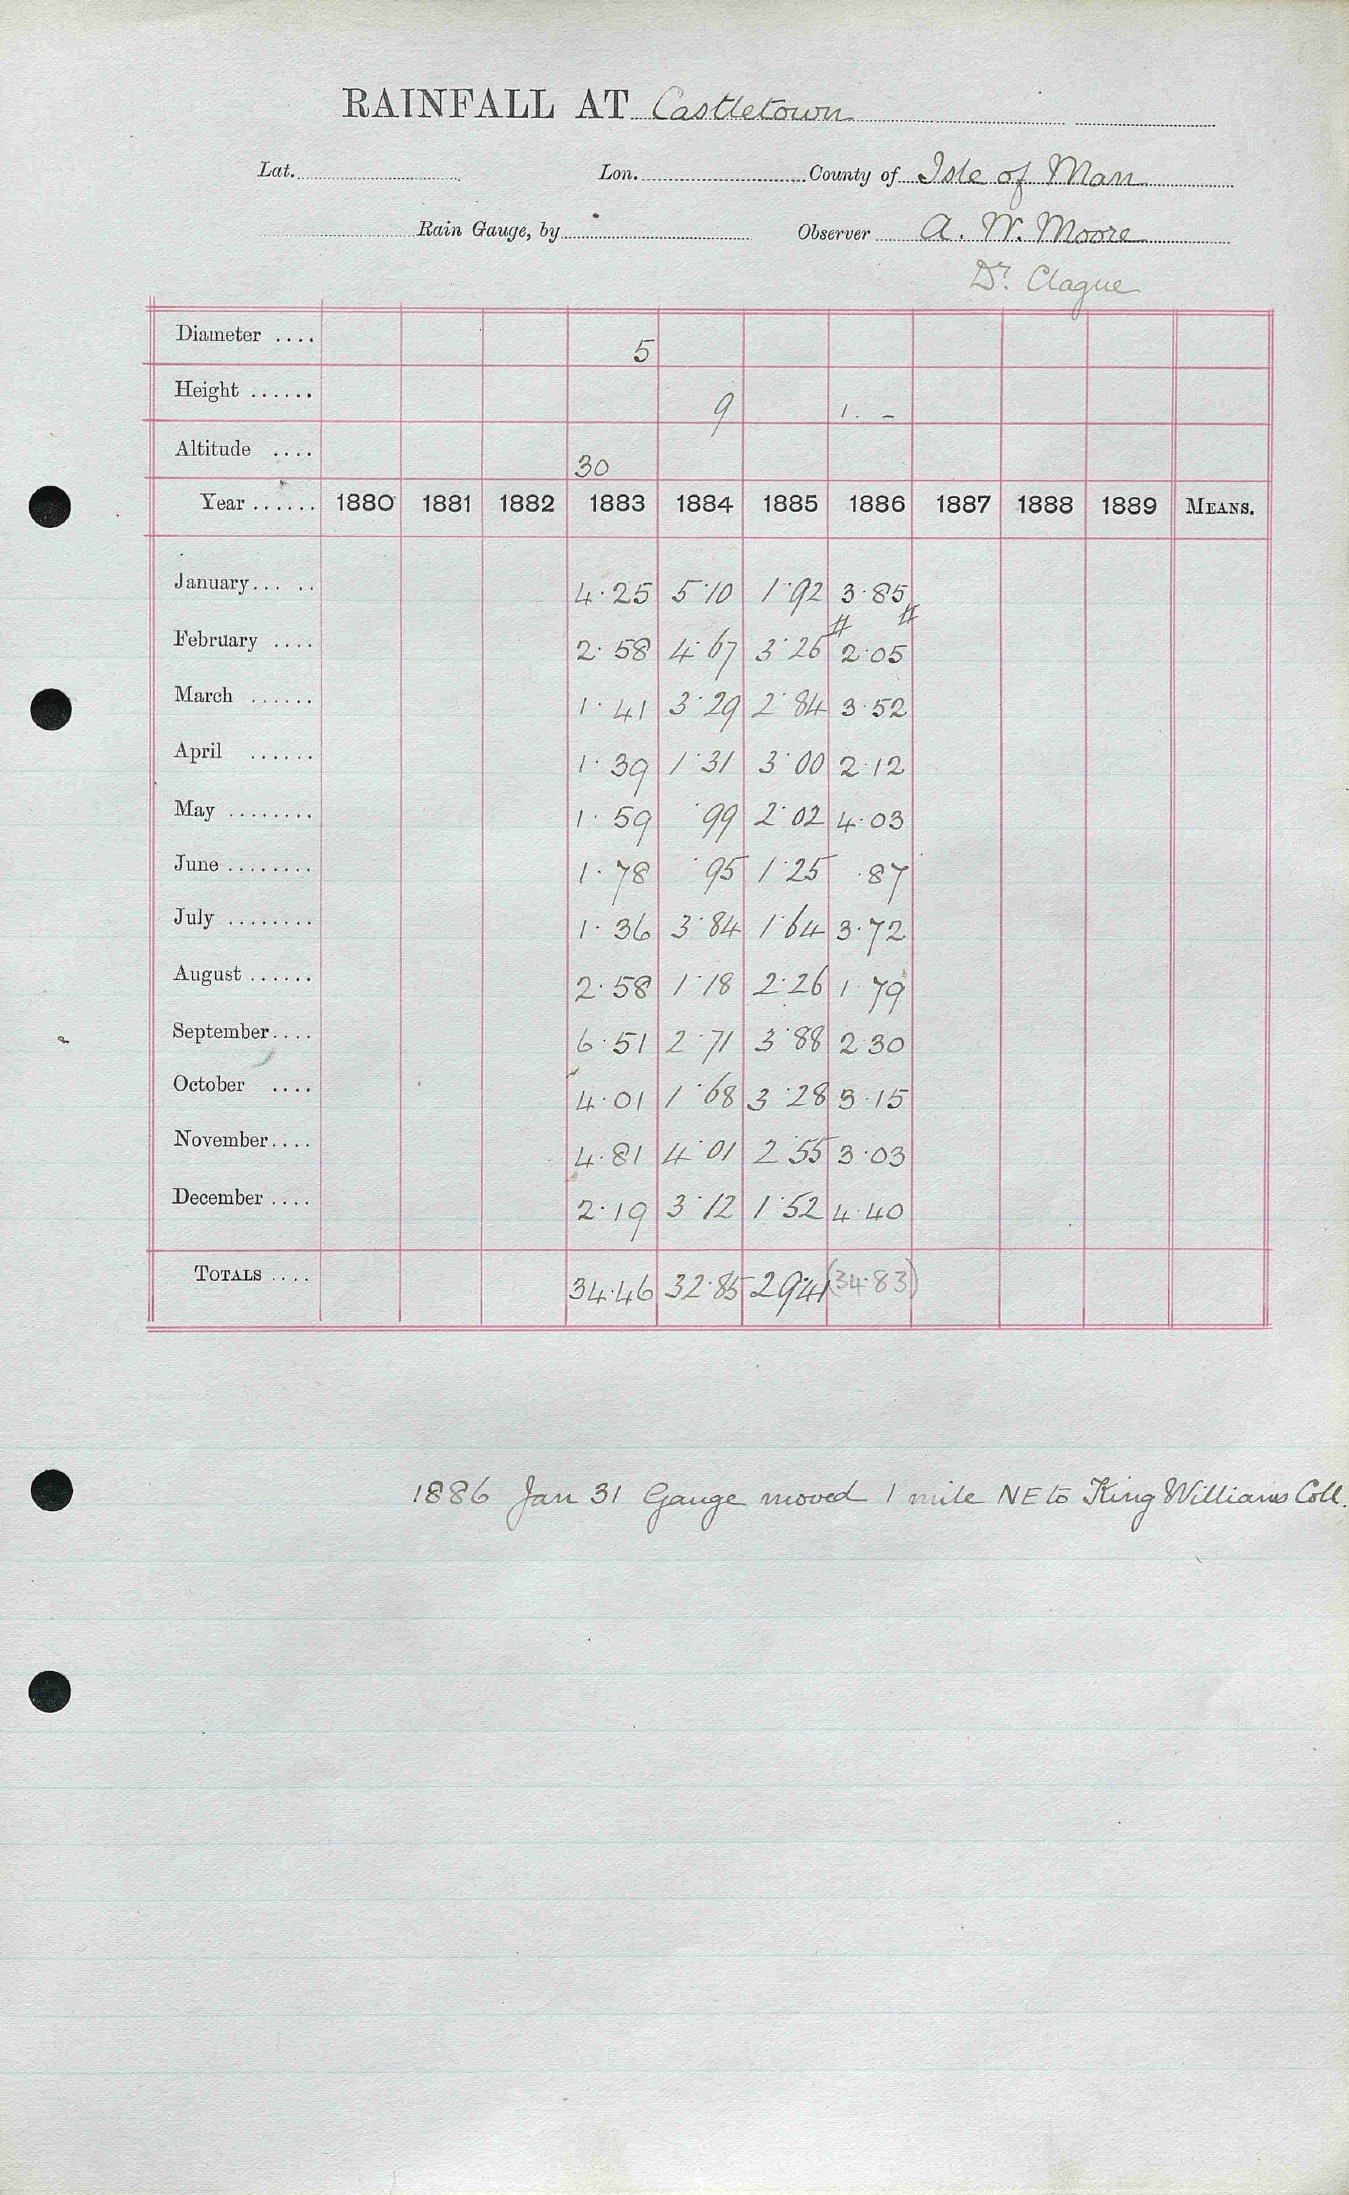 RAINFALL AT Castletown
Lat. Lon. County of Isle of Man
Rain Gauge, by Observer A. W. Moore
Dr. Clague
Diameter .... 5
Height ...... 9 1. -
Altitude .... 30
Year ...... 1880 1881 1882 1883 1884 1885 1886 1887 1888 1889 MEANS.
January... .. 4.25 5.10 1.92 3.85
February .... 2.58 4.67 3.26 2.05
March ...... 1.41 3.29 2.84 3.52
April ...... 1.39 1.31 3.00 2.12
May ........ 1.59 .99 2.02 4.03
June ........ 1.78 .95 1.25 .87
July ........ 1.36 3.84 1.64 3.72
August ...... 2.58 1.18 2.26 1.79
September.... 6.51 2.71 3.88 2.30
October .... 4.01 1.68 3.28 3.15
November.... 4.81 4.01 2.55 3.03
December .... 2.19 3.12 1.52 4.40
TOTALS .... 34.46 32.85 29.41 (34.83)
1886 Jan 31 Gauge moved 1 mile NE to King Williams Coll.